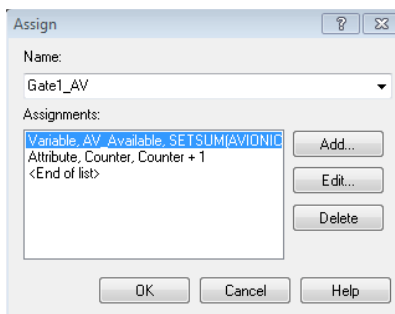 Assign
?
Name:
Gate1_AV
Assignments:
Variable, AV_Available, SETSUM(AVIONIC
Attribute, Counter, Counter + 1
<End of list>
Add...
Edit...
Delete
OK Cancel Help